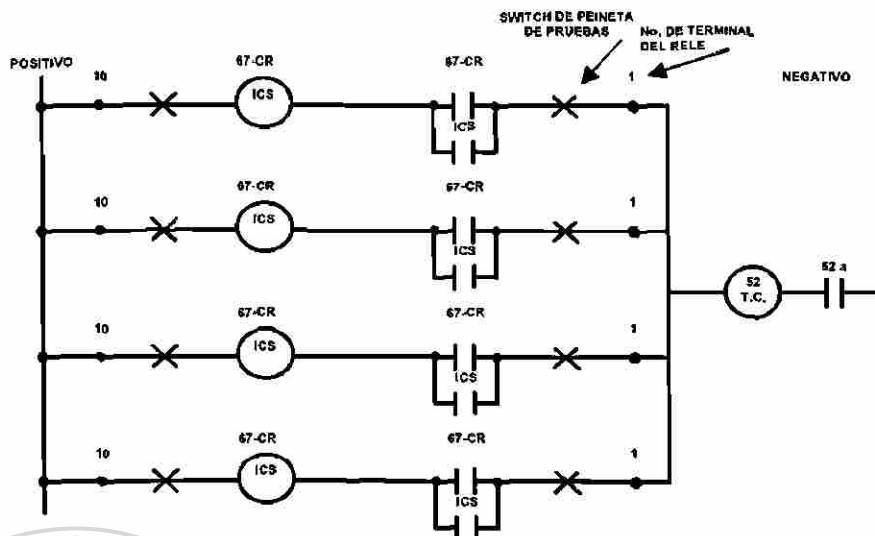 SWITCH DE PEINETA
DE PRUEBAS
No. DE TERMINAL
DEL RELE
POSITIVO
NEGATIVO
10
67-CR
ICS
67-CR
ICS
1
10
67-CR
ICS
67-CR
ICS
1
52
T.C.
52 a
10
67-CR
ICS
67-CR
ICS
1
10
67-CR
ICS
67-CR
ICS
1